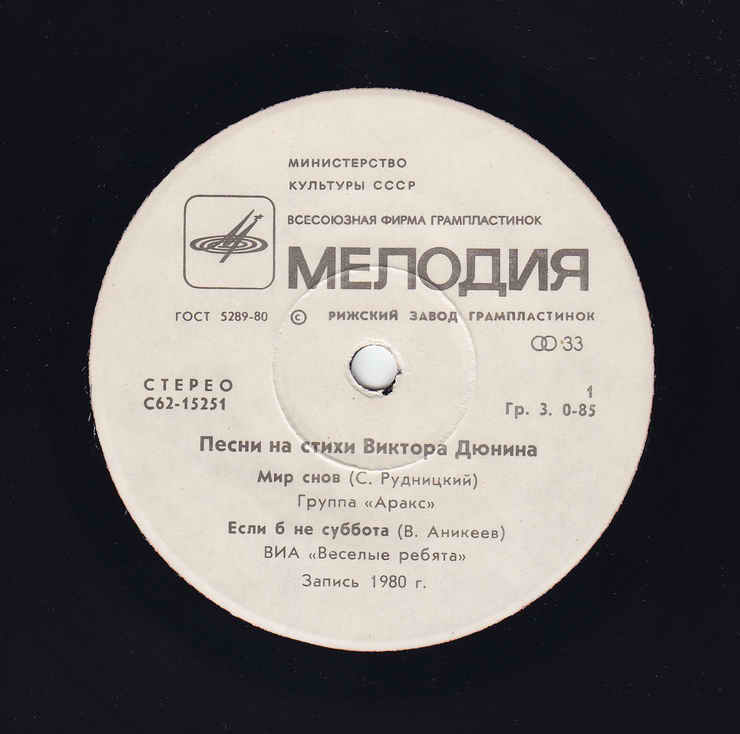 МИНИСТЕРСТВО
КУЛЬТУРЫ СССР
ВСЕСОЮЗНАЯ ФИРМА ГРАМПЛАСТИНОК
МЕЛОДИЯ
ГОСТ 5289-80 © РИЖСКИЙ ЗАВОД ГРАМПЛАСТИНОК
33
СТЕРЕО
С62-15251
1
Гр. 3. 0-85
Песни на стихи Виктора Дюнина
Мир снов (С. Рудницкий)
Группа «Аракс»
Если б не суббота (В. Аникеев)
ВИА «Веселые ребята»
Запись 1980 г.